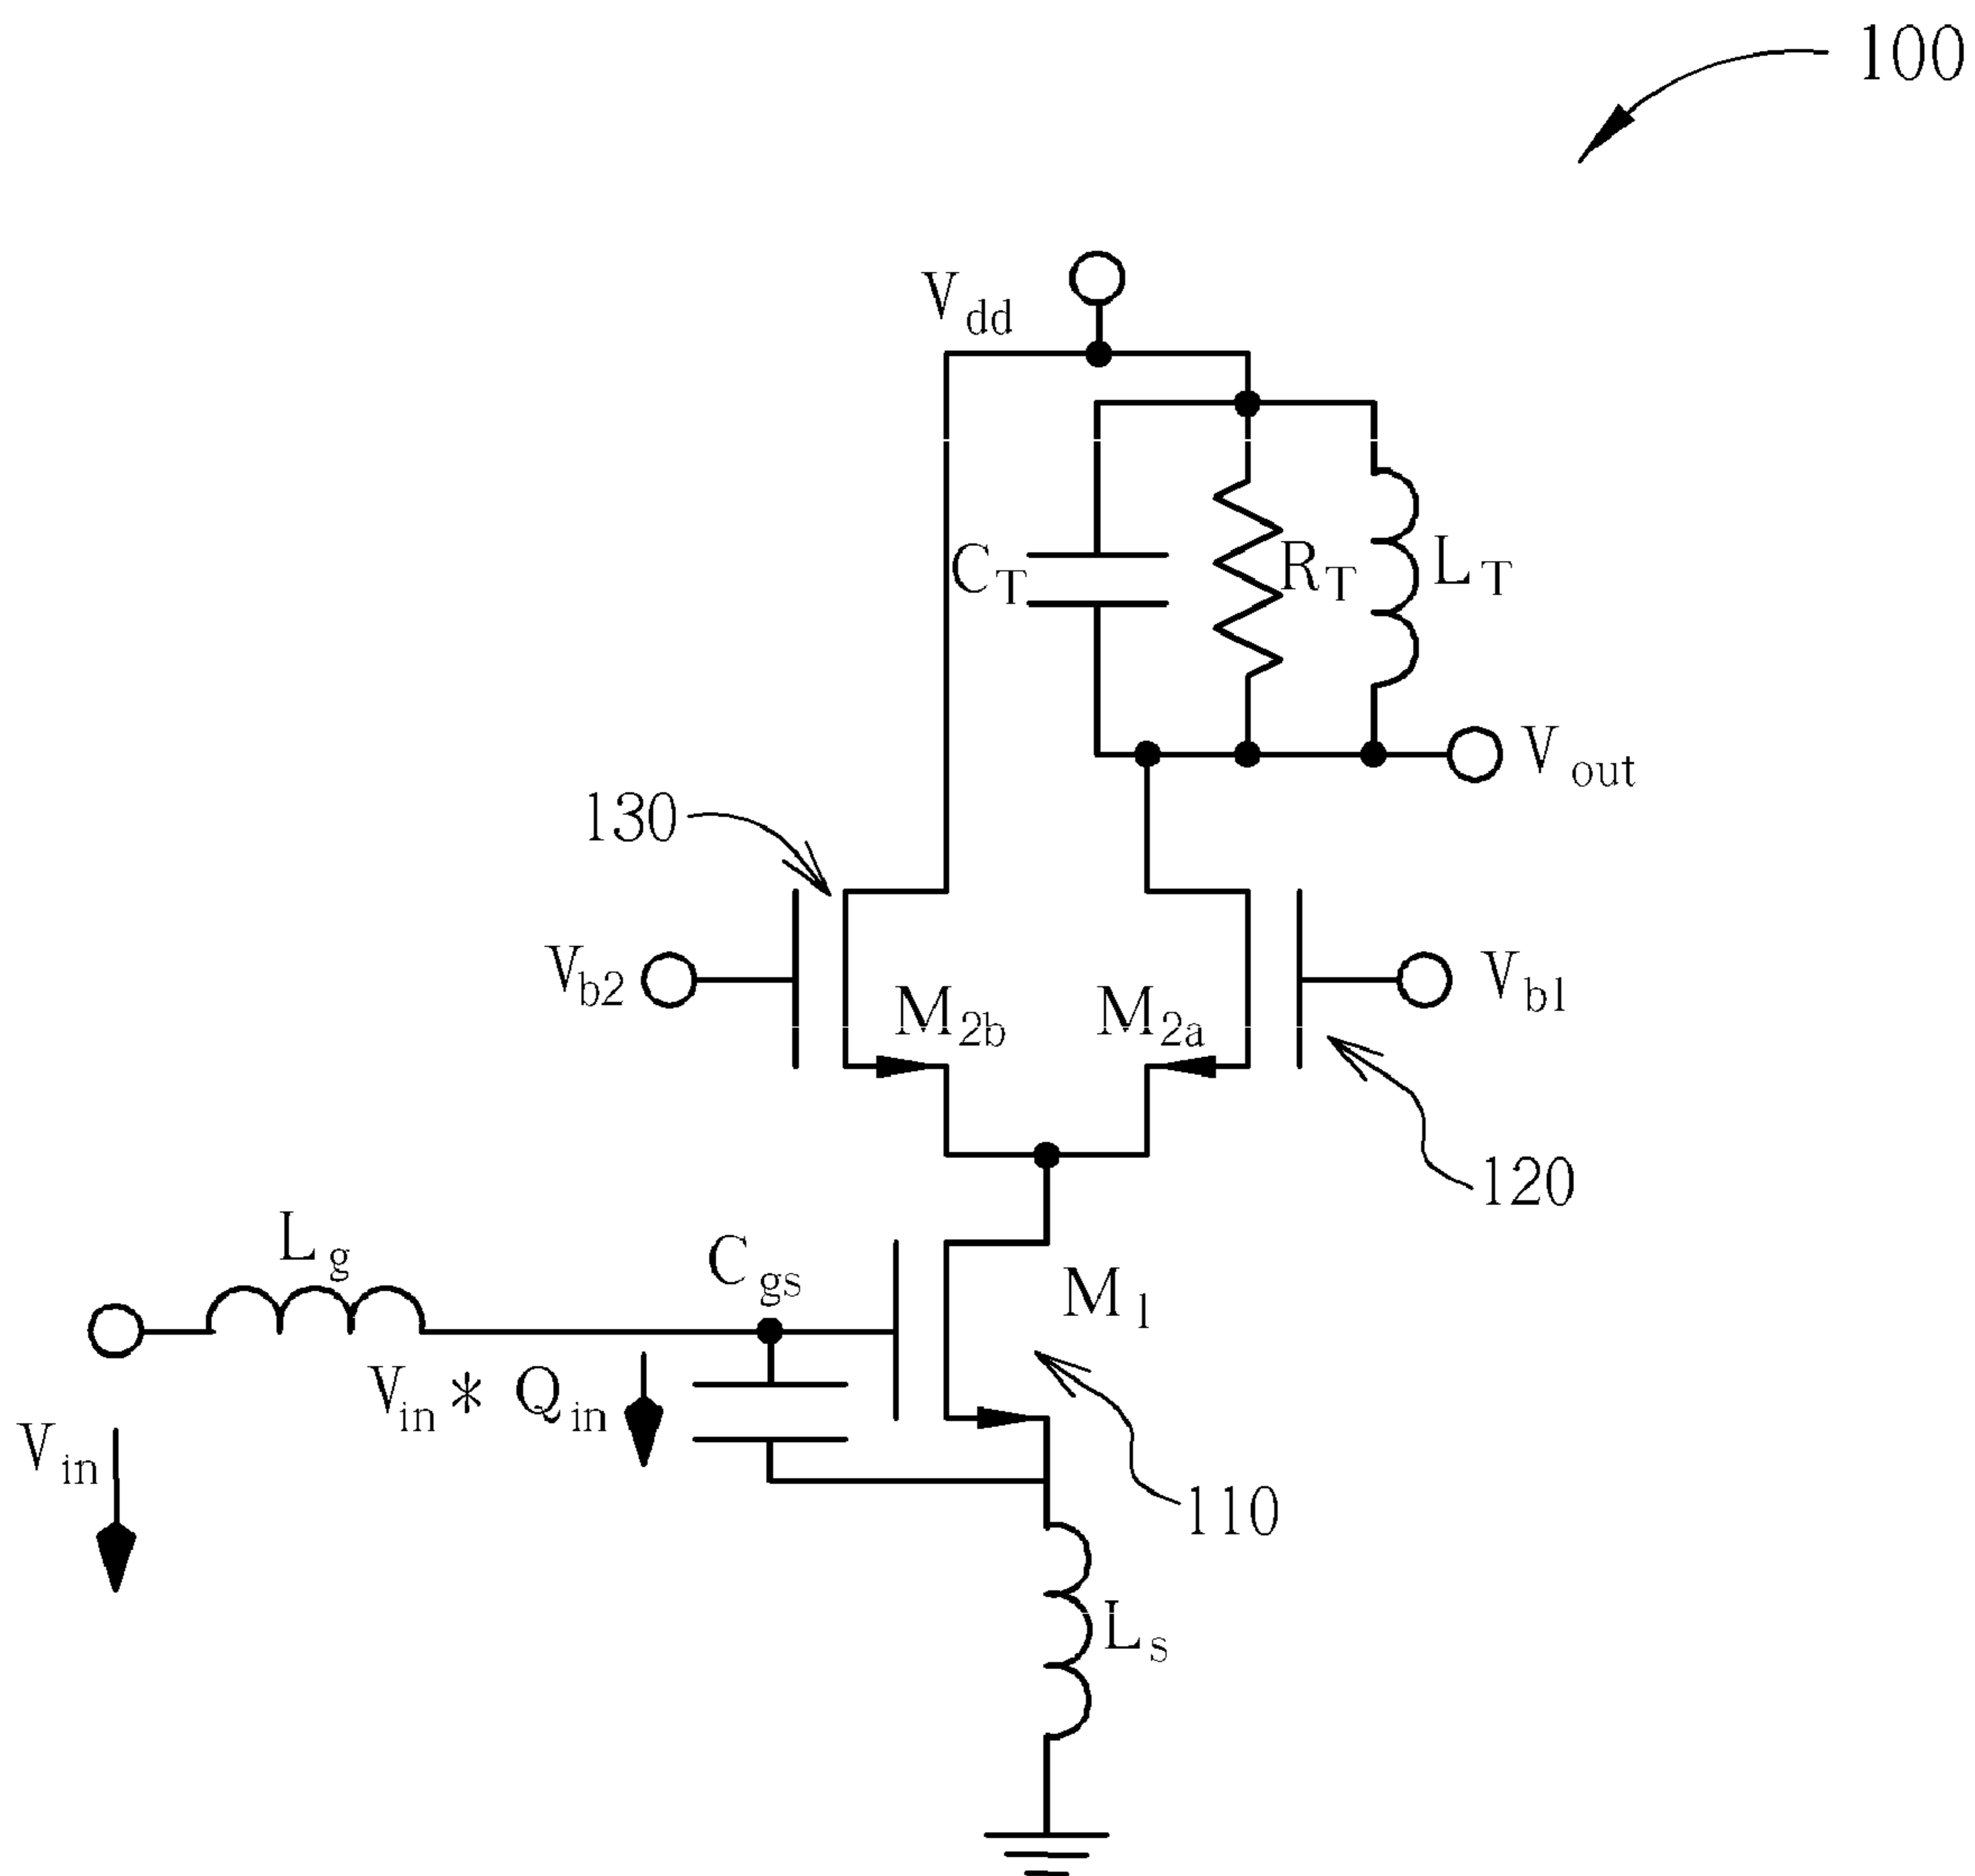 100
Vdd
CT
RT
LT
Vout
130
Vb2
M2b
M2a
Vb1
120
Lg
Cgs
M1
Vin * Qin
Vin
110
Ls